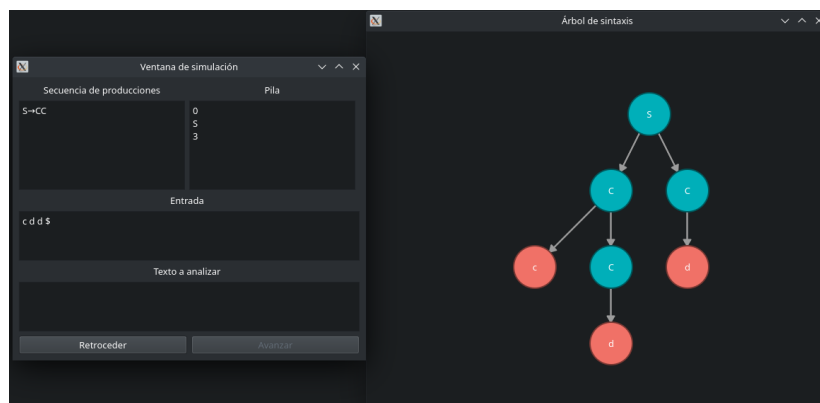 Árbol de sintaxis
Ventana de simulación
Secuencia de producciones
Pila
S→CC
0
S
3
Entrada
c d d $
Texto a analizar
Retroceder
Avanzar
S
C
C
c
C
d
d